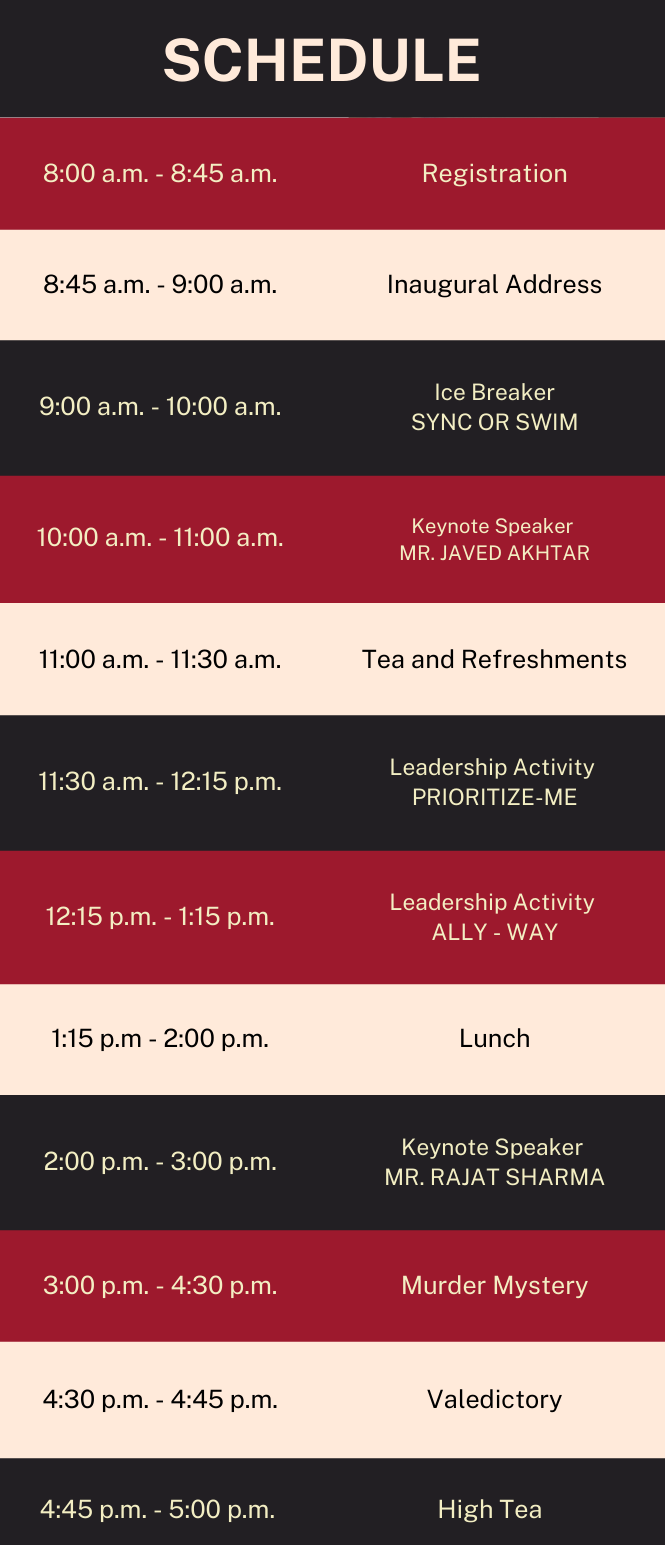 SCHEDULE
8:00 a.m. - 8:45 a.m. Registration
8:45 a.m. - 9:00 a.m. Inaugural Address
9:00 a.m. - 10:00 a.m. Ice Breaker
SYNC OR SWIM
10:00 a.m. - 11:00 a.m. Keynote Speaker
MR. JAVED AKHTAR
11:00 a.m. - 11:30 a.m. Tea and Refreshments
11:30 a.m. - 12:15 p.m. Leadership Activity
PRIORITIZE-ME
12:15 p.m. - 1:15 p.m. Leadership Activity
ALLY - WAY
1:15 p.m - 2:00 p.m. Lunch
2:00 p.m. - 3:00 p.m. Keynote Speaker
MR. RAJAT SHARMA
3:00 p.m. - 4:30 p.m. Murder Mystery
4:30 p.m. - 4:45 p.m. Valedictory
4:45 p.m. - 5:00 p.m. High Tea